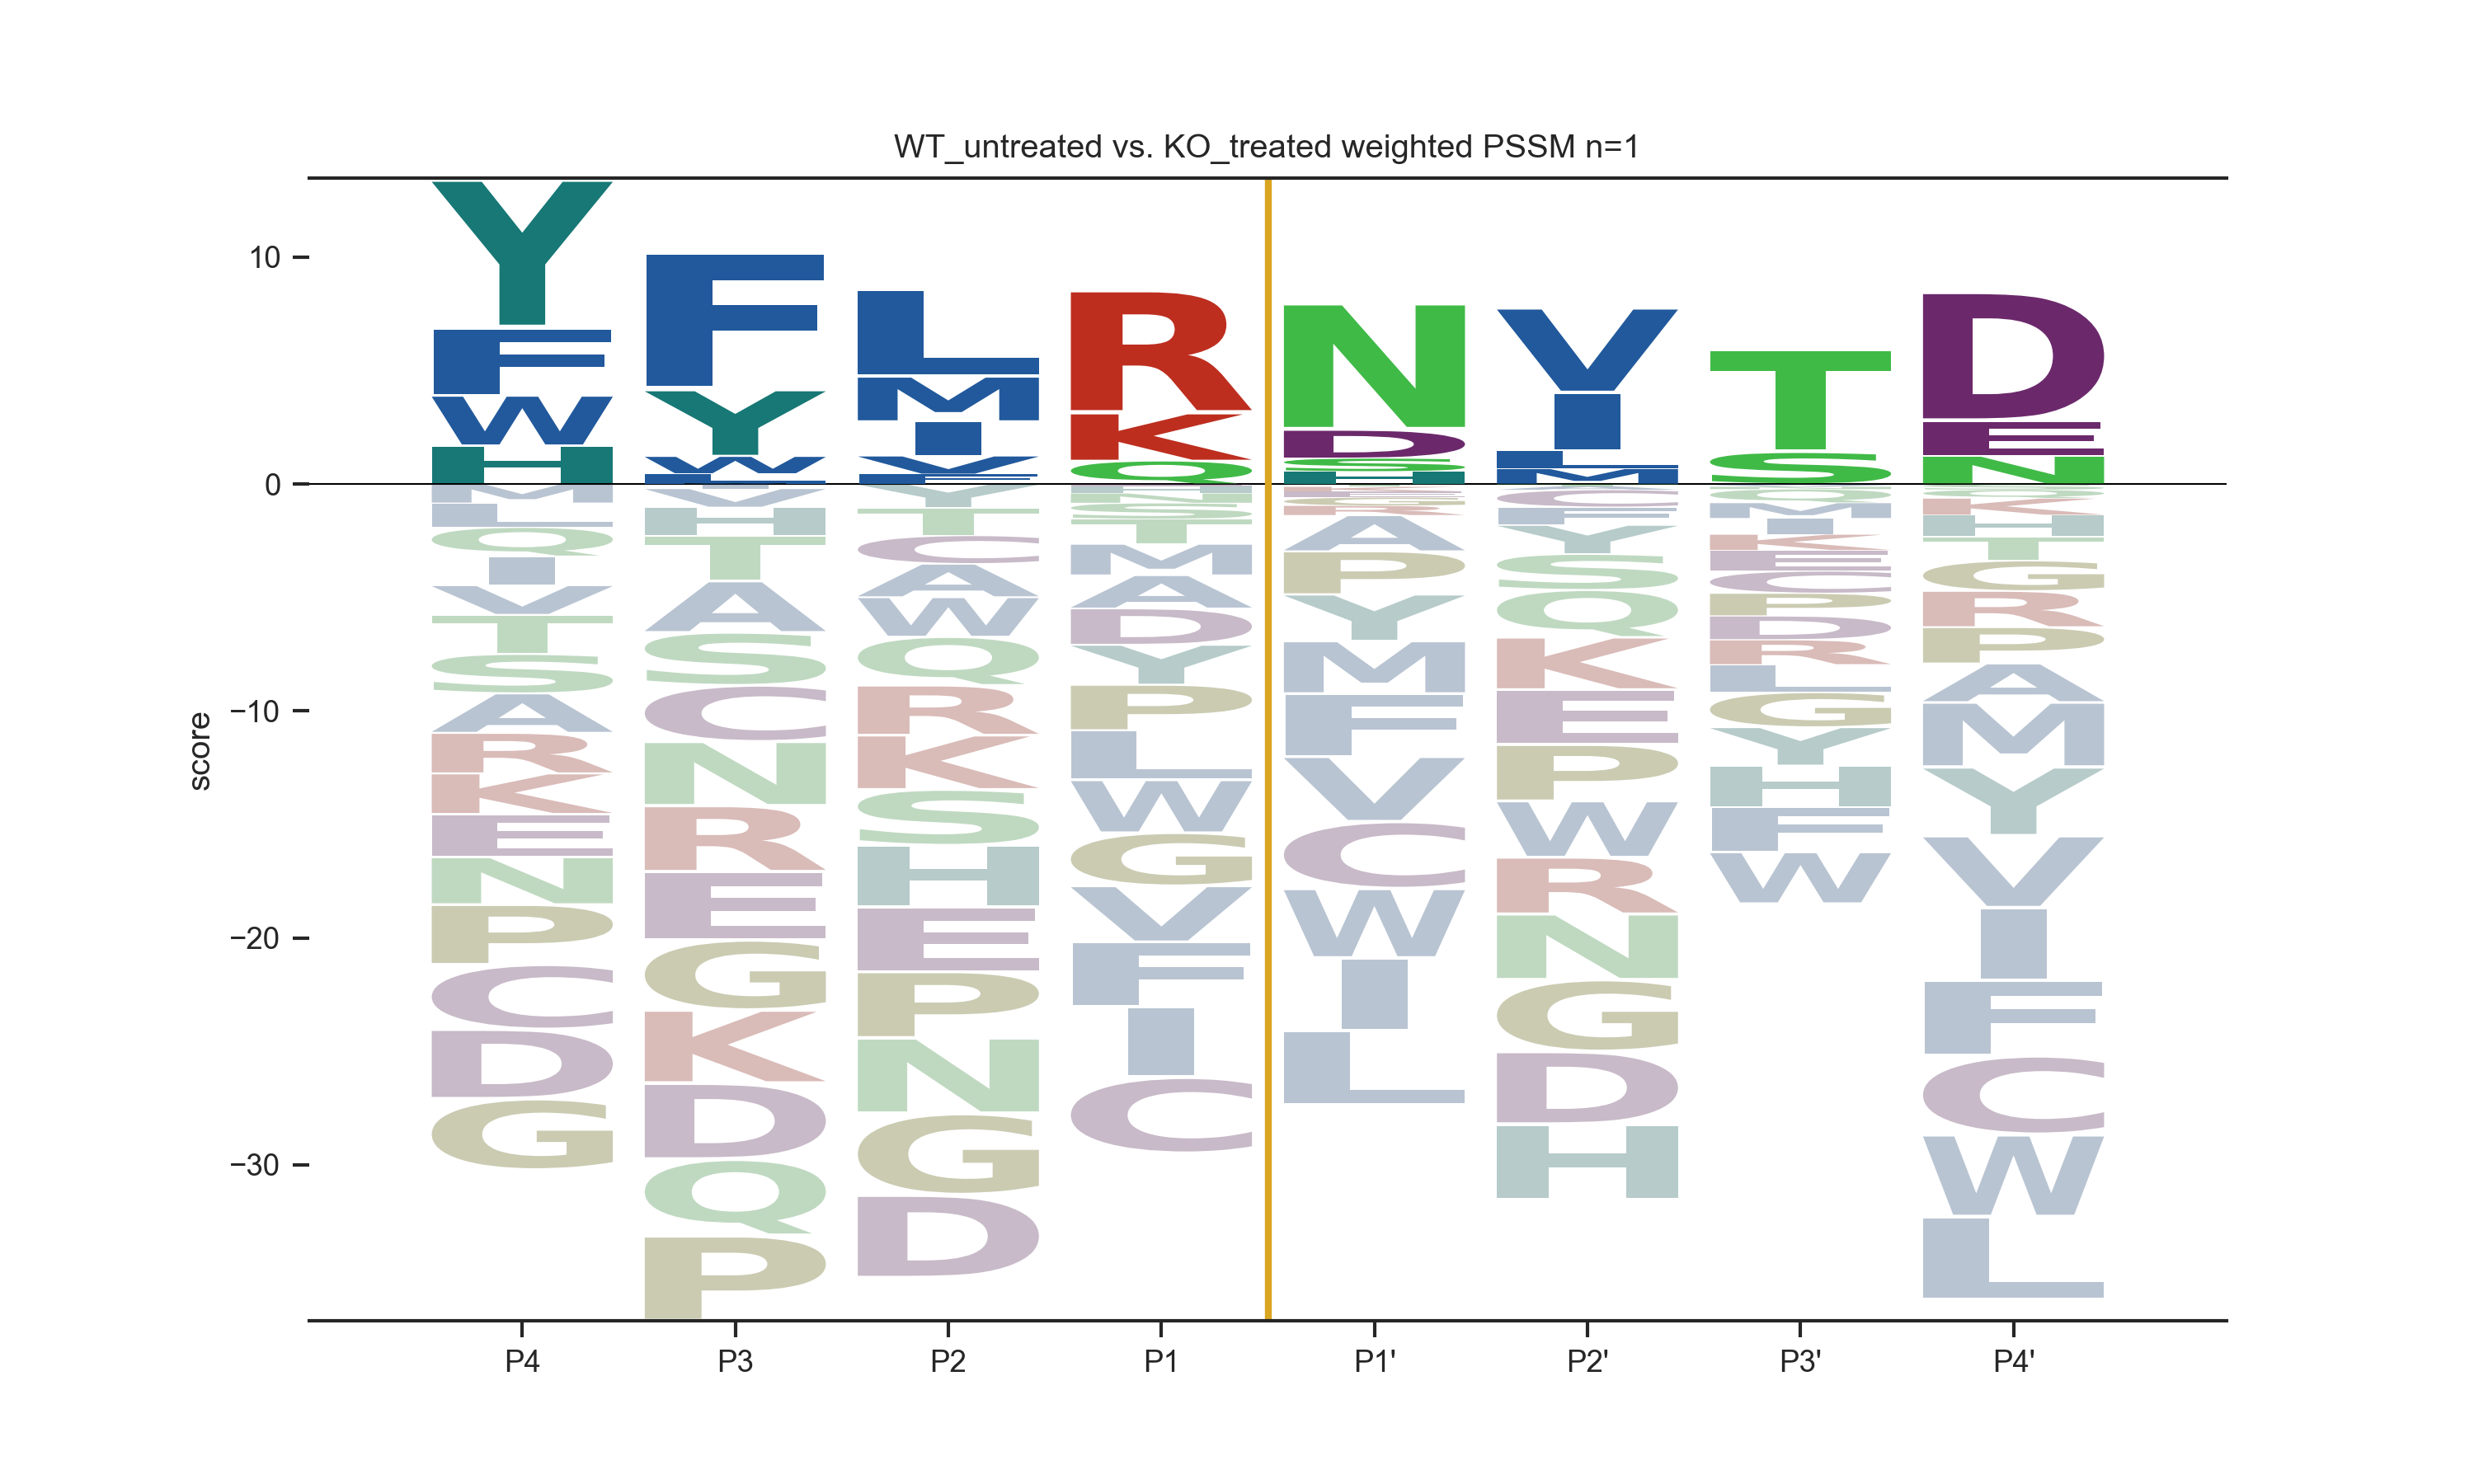 WT_untreated vs. KO_treated weighted PSSM n=1
score
10
0
−10
−20
−30
Y F W H M L Q I V T S A R K E N P C D G
F Y W V H T A S C N R E G K D Q P
L M I V F Y T C A W Q R K S H E P N G D
R K Q H N S T M A D Y P L W G V F I C
N D S H R A P Y M F V C W I L
V I L M C F Y S Q K E P W R N G D H
T S Q M I K E C P D R L G Y H F W
D E N K H T G R P A M Y V I F C W L
P4 P3 P2 P1 P1' P2' P3' P4'